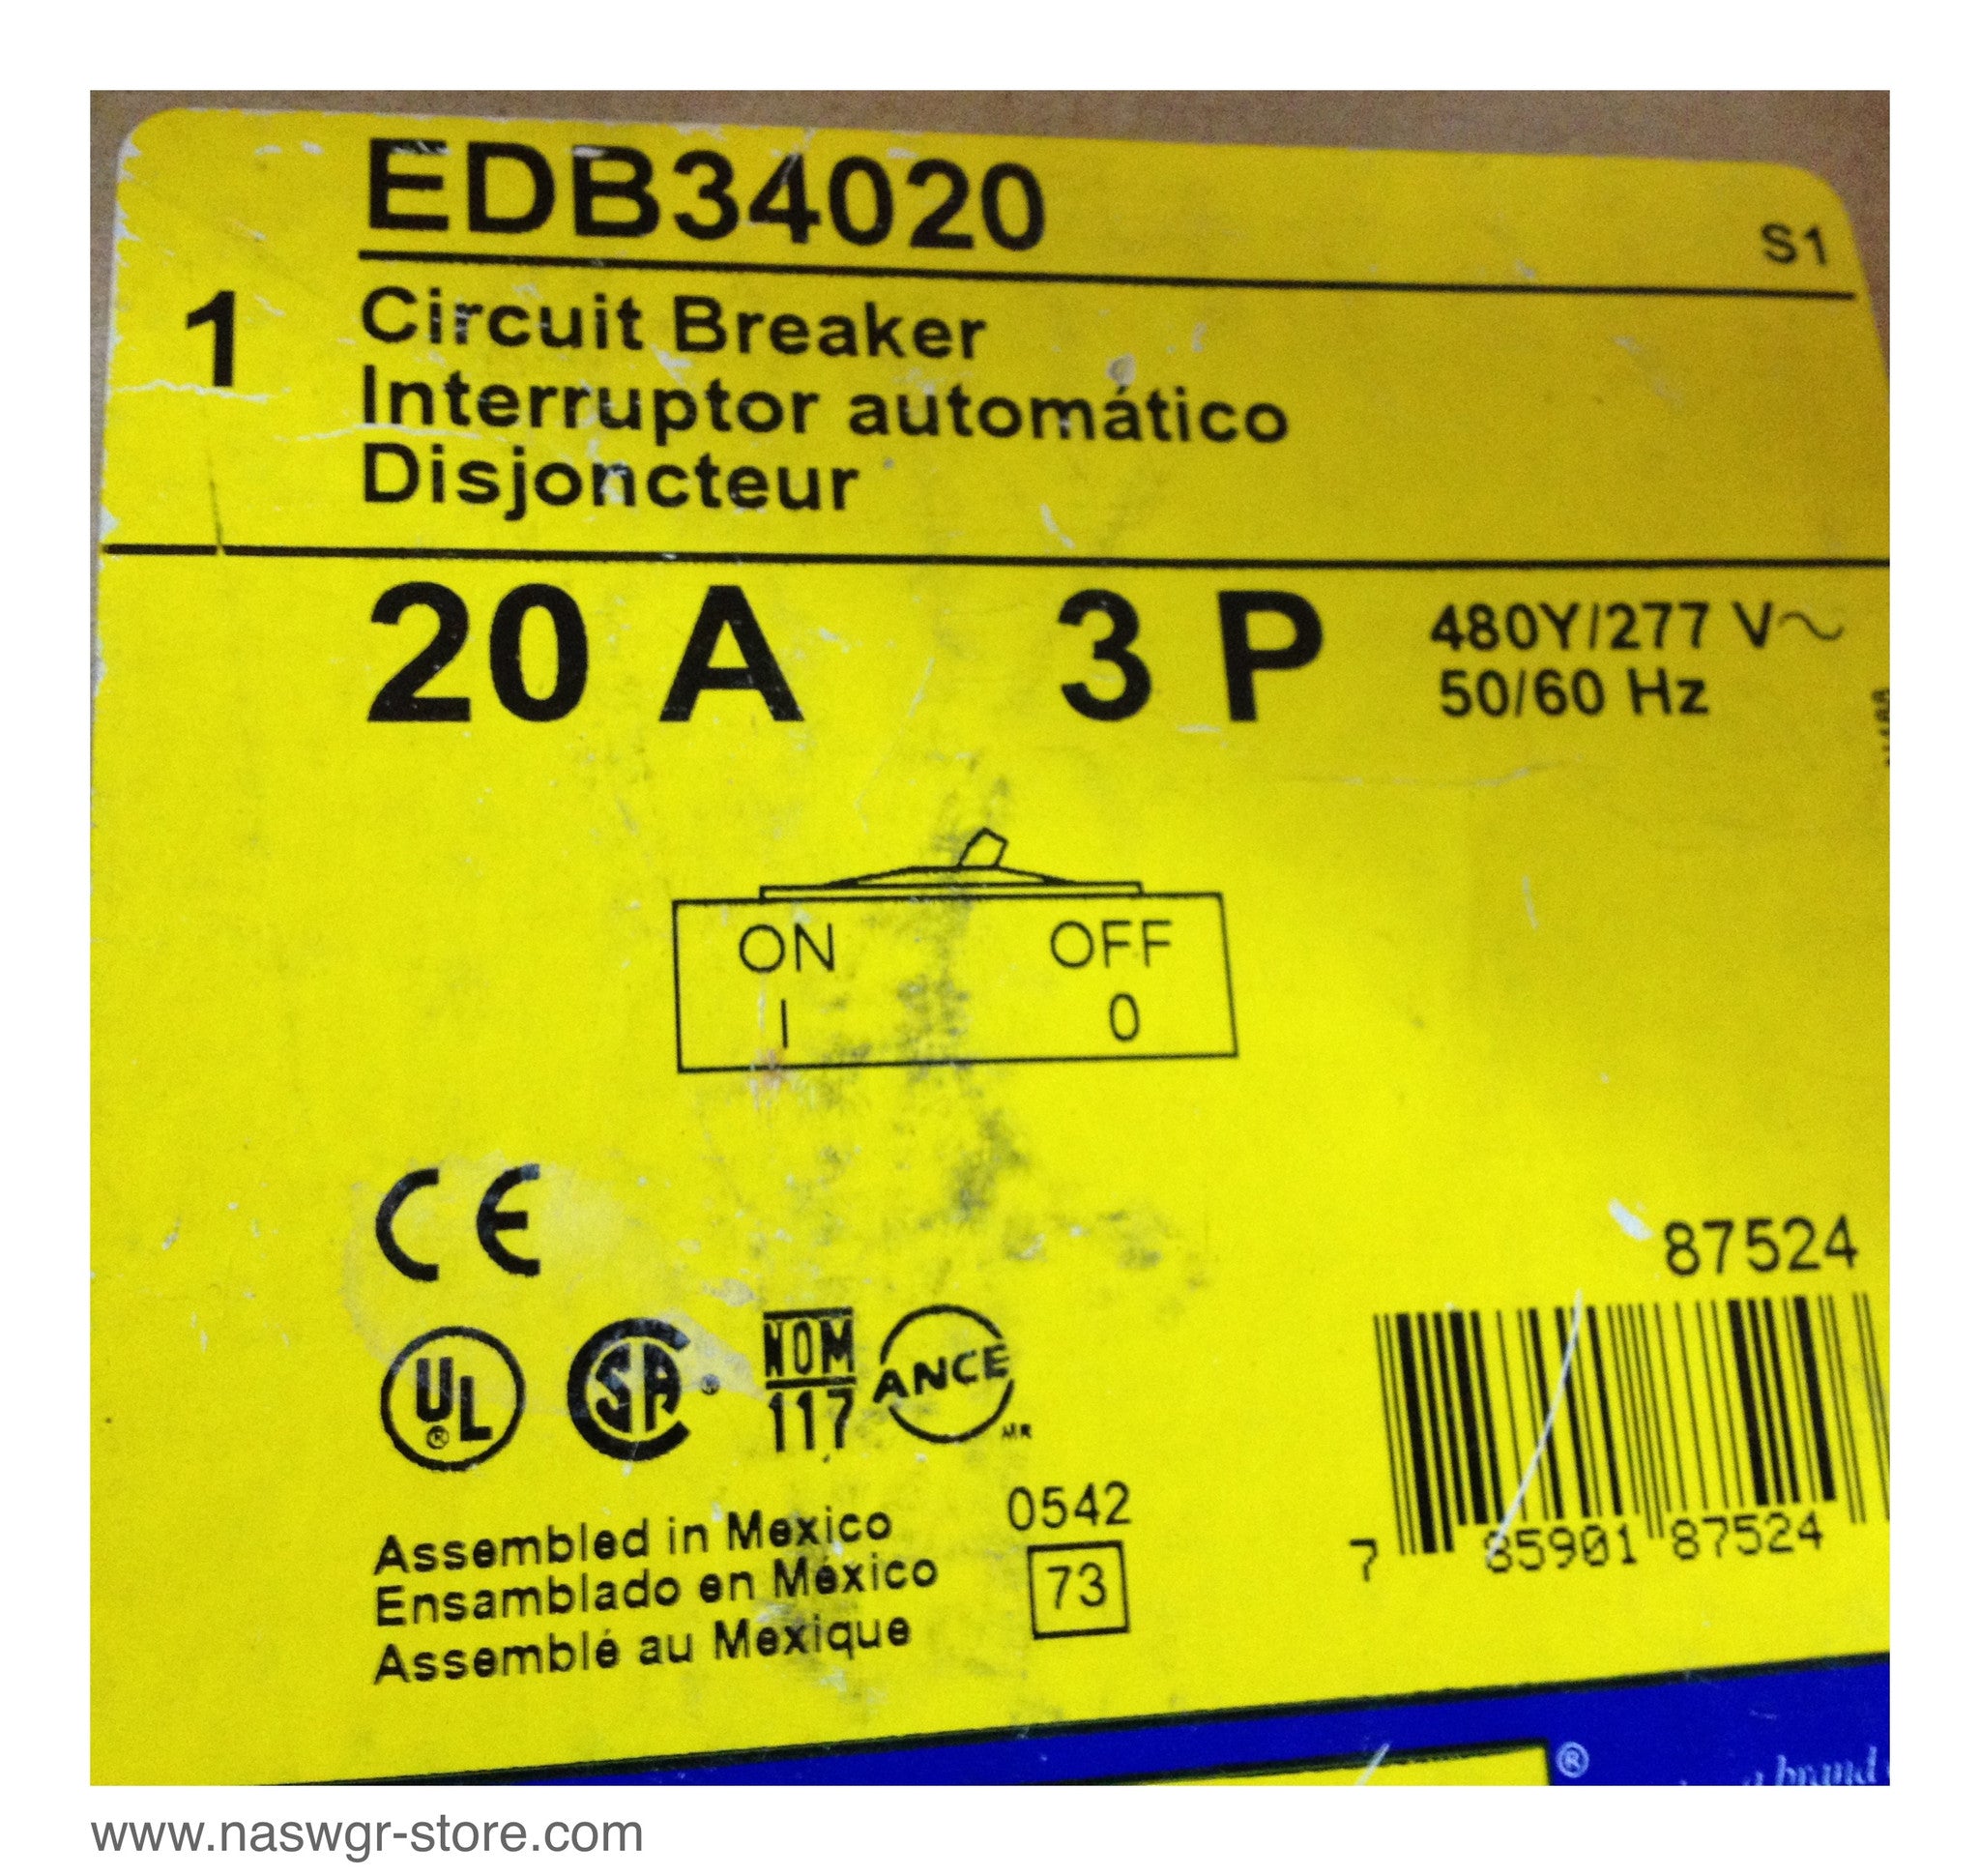 EDB34020
S1
1
Circuit Breaker
Interruptor automático
Disjoncteur
20 A 3 P 480Y/277 V~
50/60 Hz
ON OFF
I 0
CE
87524
UL® SA NOM ANCE
117 MR
0542
Assembled in Mexico
73
Ensamblado en México
Assemblé au Mexique
7 85901 87524
®
a brand
www.naswgr-store.com